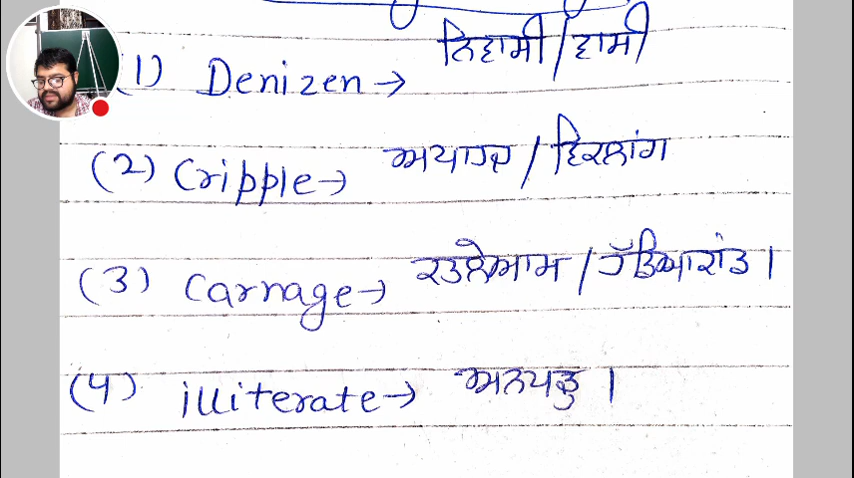 (1) Denizen → ਨਿਵਾਸੀ / ਵਾਸੀ
(2) Cripple → ਅਪਾਹਜ / ਵਿਕਲਾਂਗ
(3) Carnage → ਕਤਲੇਆਮ / ਹੱਤਿਆਕਾਂਡ ।
(4) illiterate → ਅਨਪੜ੍ਹ ।